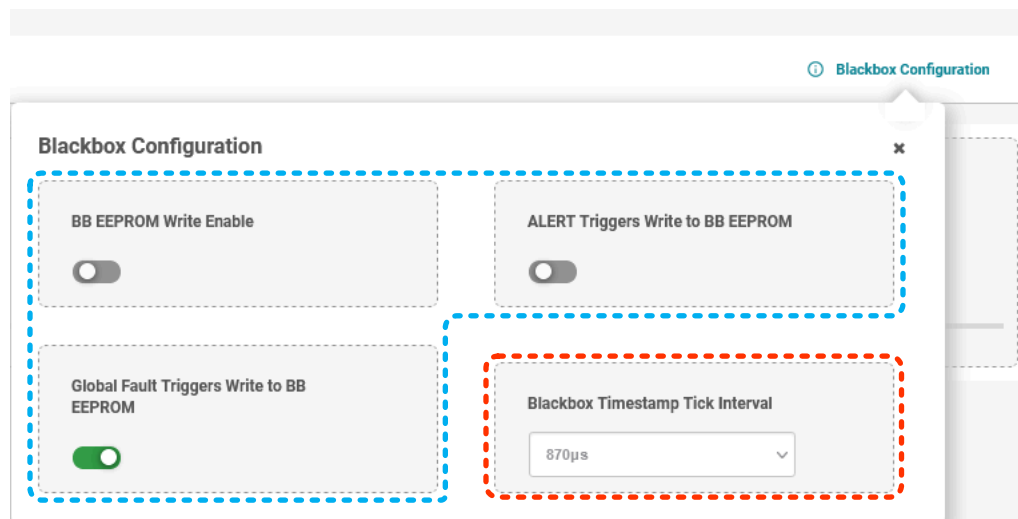 Blackbox Configuration
Blackbox Configuration
BB EEPROM Write Enable
ALERT Triggers Write to BB EEPROM
Global Fault Triggers Write to BB
EEPROM
Blackbox Timestamp Tick Interval
870µs